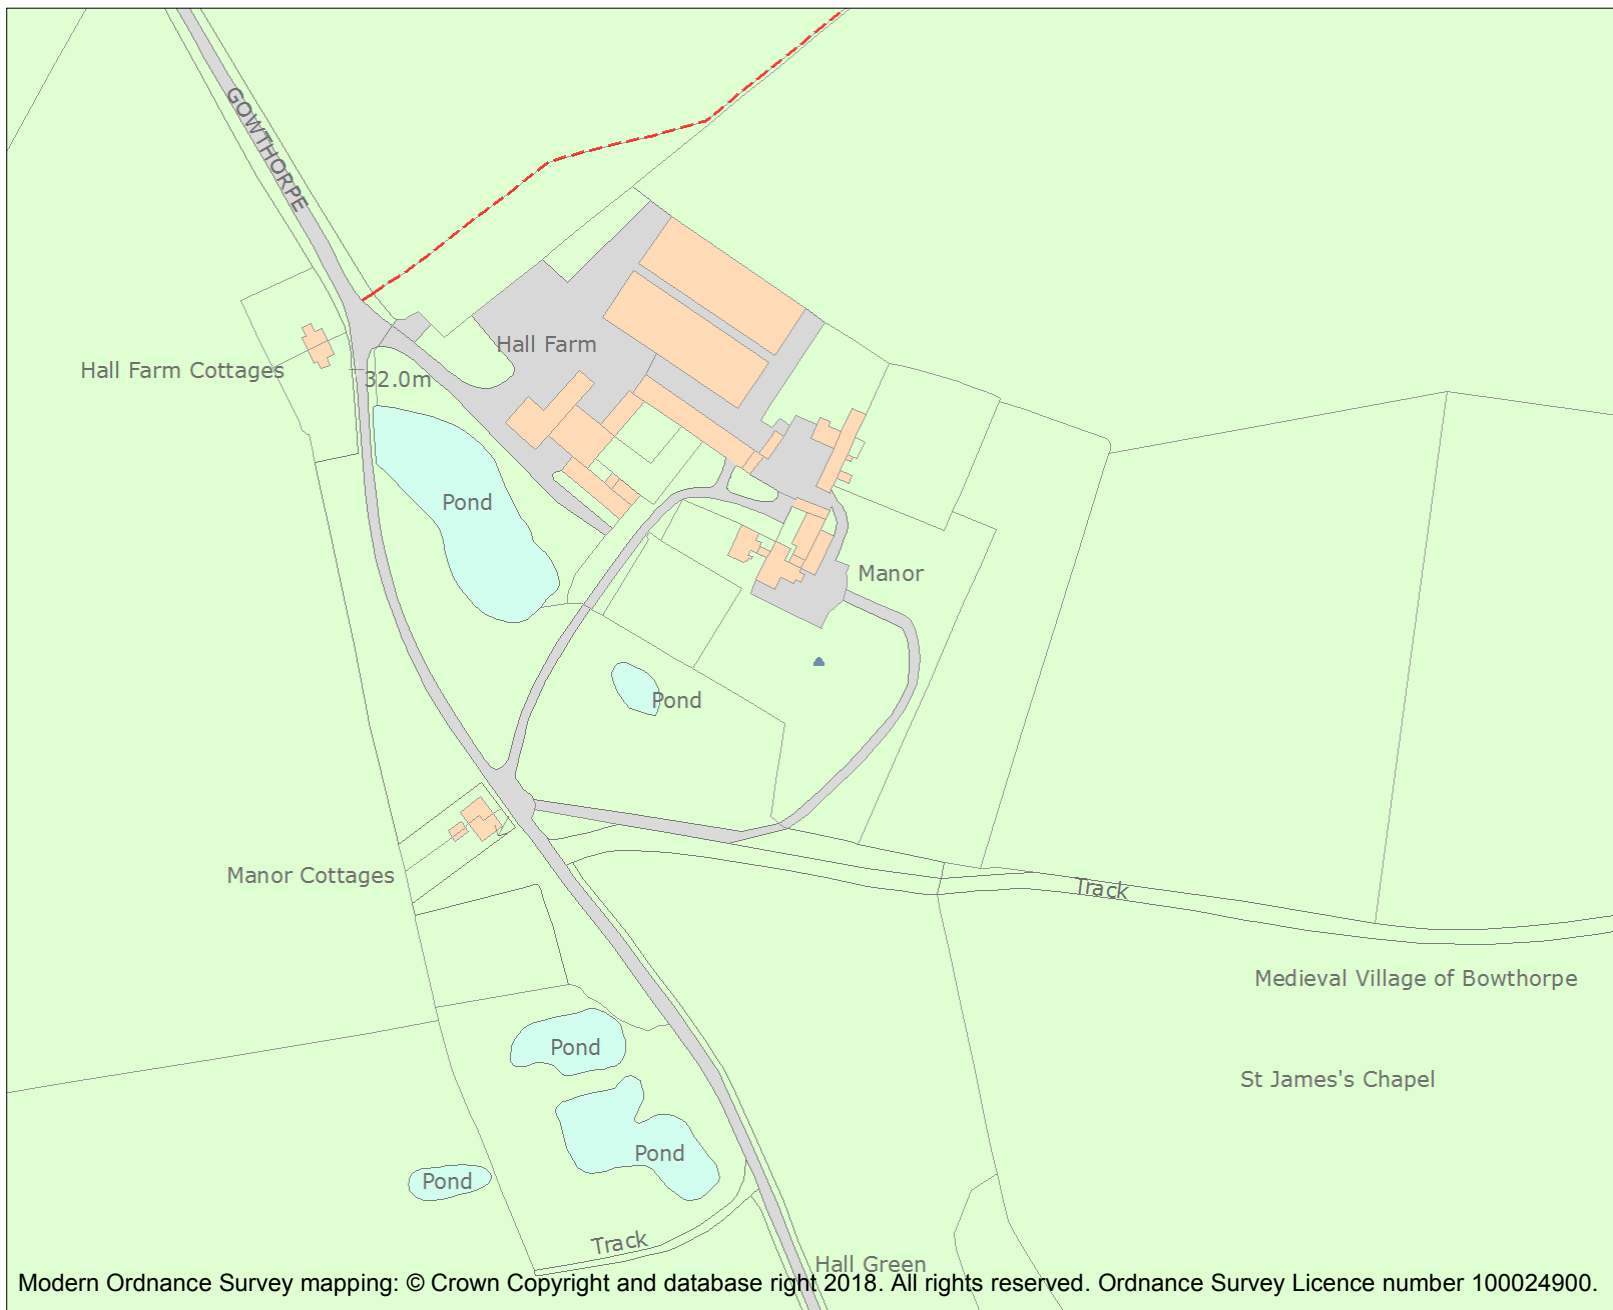 GOWTHORPE
Hall Farm
Hall Farm Cottages
32.0m
Pond
Manor
Pond
Manor Cottages
Track
Medieval Village of Bowthorpe
Pond
St James's Chapel
Pond
Pond
Track
Hall Green
Modern Ordnance Survey mapping: © Crown Copyright and database right 2018. All rights reserved. Ordnance Survey Licence number 100024900.